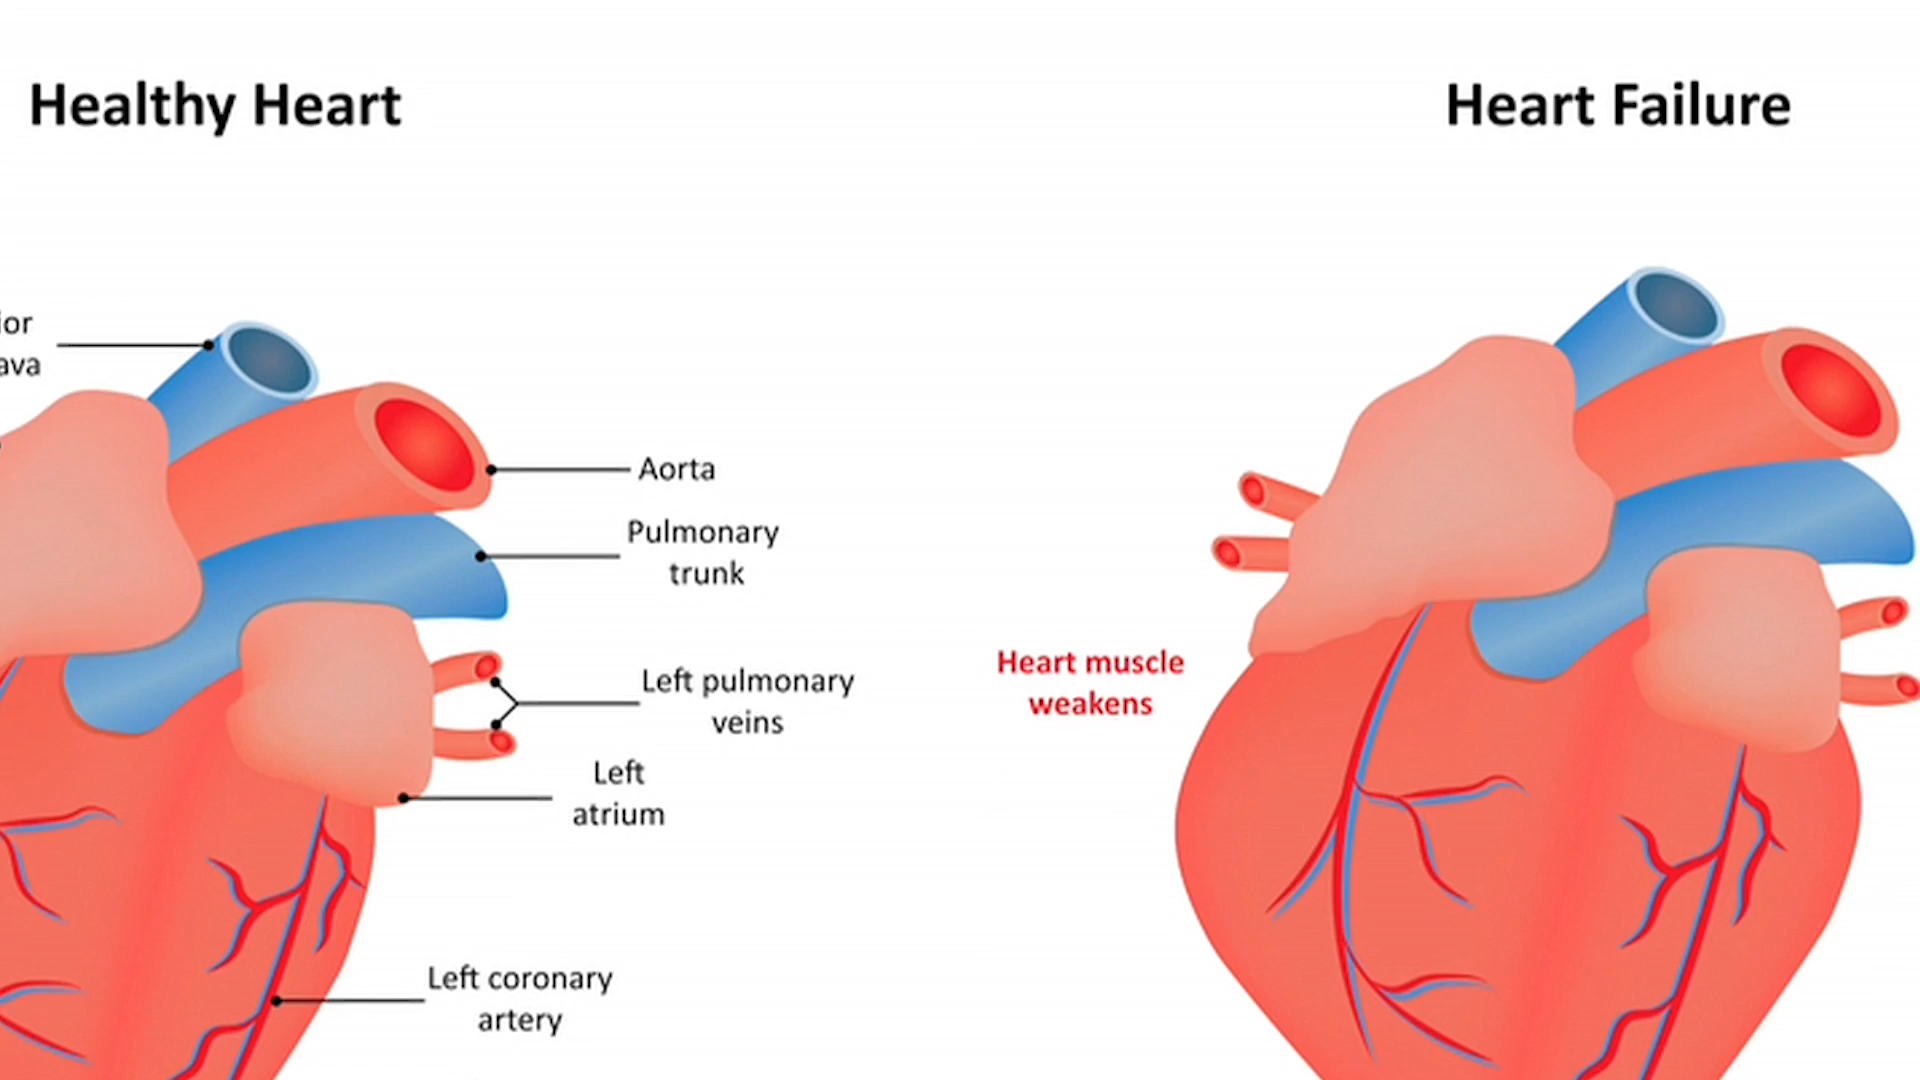 Healthy Heart
Heart Failure
Aorta
Pulmonary
trunk
Left pulmonary
veins
Left
atrium
Left coronary
artery
Heart muscle
weakens